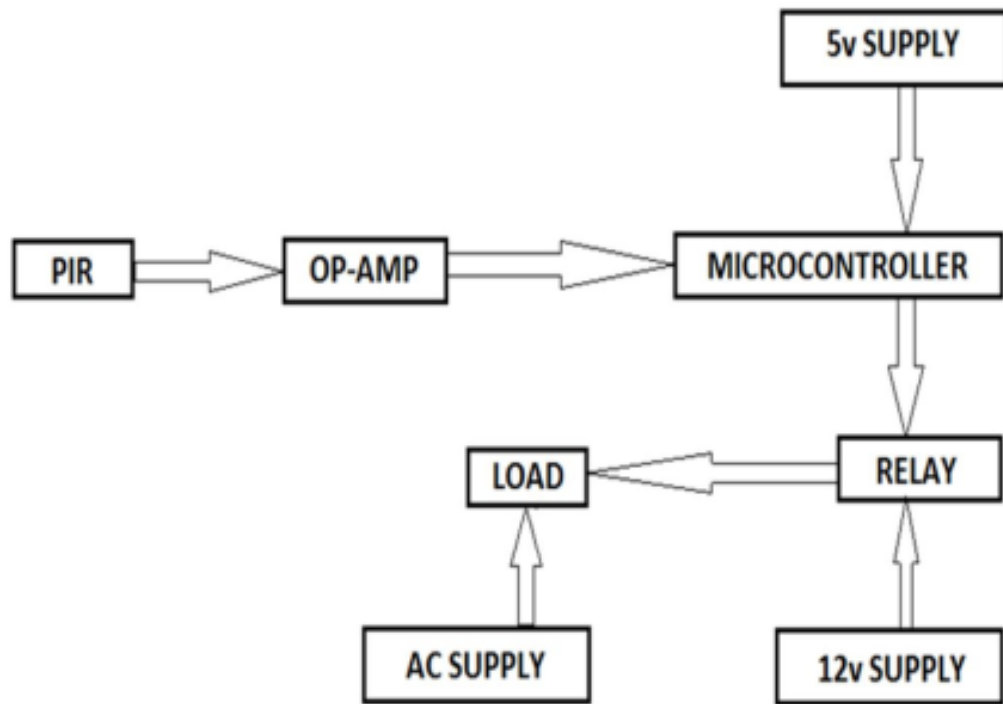 5v SUPPLY
PIR
OP-AMP
MICROCONTROLLER
LOAD
RELAY
AC SUPPLY
12v SUPPLY